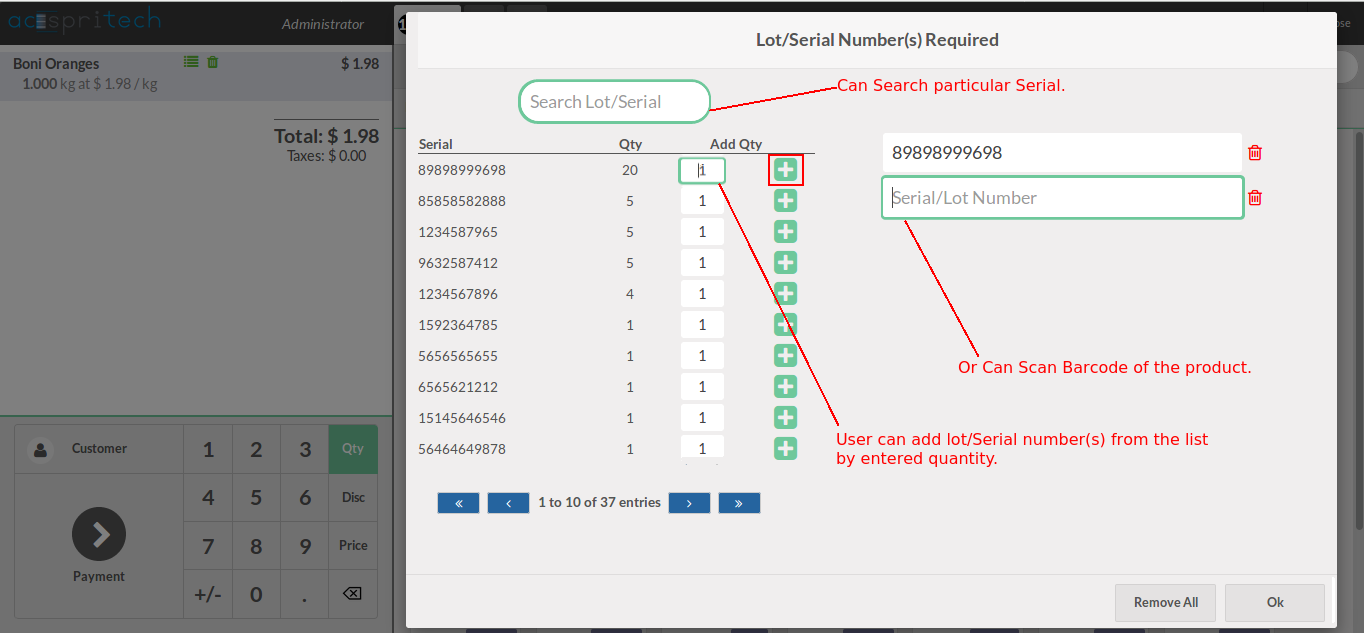 acespritech
Administrator
1
ose
Boni Oranges
$ 1.98
1.000 kg at $ 1.98 / kg
Total: $ 1.98
Taxes: $ 0.00
Customer
1 2 3 Qty
4 5 6 Disc
Payment
7 8 9 Price
+/- 0 .
Lot/Serial Number(s) Required
Search Lot/Serial
Can Search particular Serial.
Serial Qty Add Qty
89898999698 20 1
85858582888 5 1
1234587965 5 1
9632587412 5 1
1234567896 4 1
1592364785 1 1
5656565655 1 1
6565621212 1 1
15145646546 1 1
56464649878 1 1
« ‹ 1 to 10 of 37 entries › »
89898999698
Serial/Lot Number
Or Can Scan Barcode of the product.
User can add lot/Serial number(s) from the list
by entered quantity.
Remove All
Ok